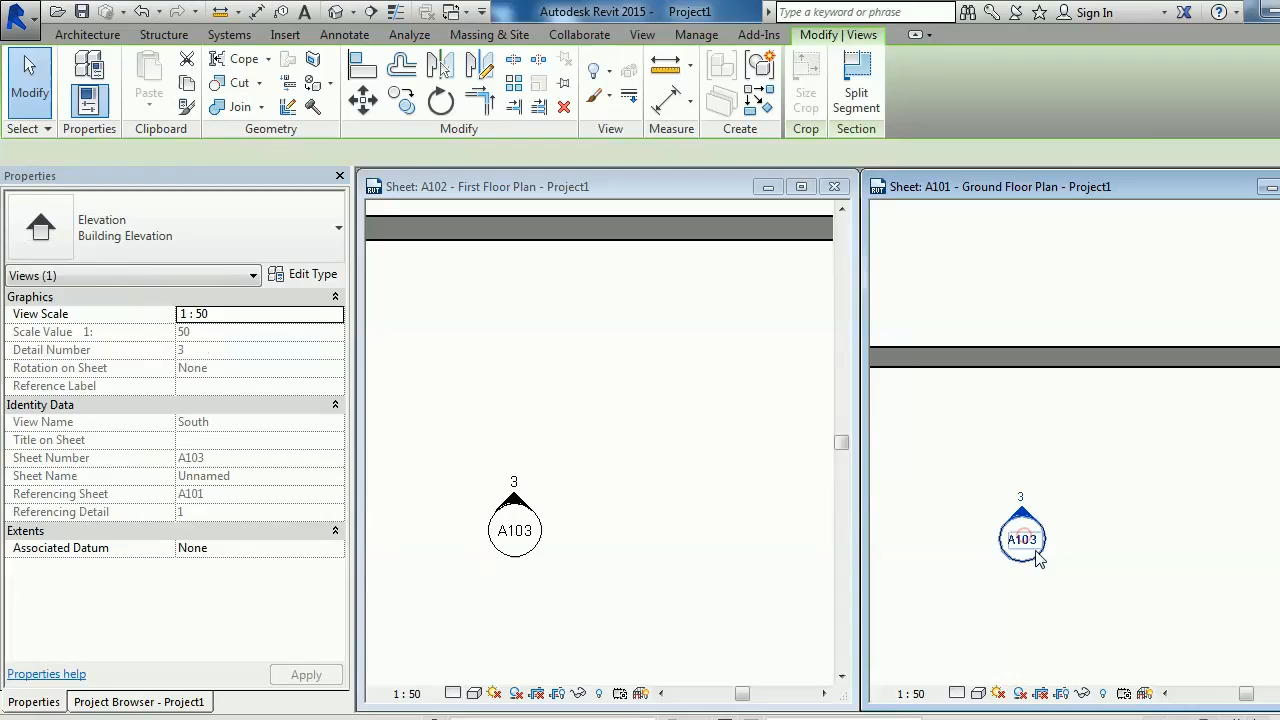 Autodesk Revit 2015 - Project1
Type a keyword or phrase
Sign In
Architecture Structure Systems Insert Annotate Analyze Massing & Site Collaborate View Manage Add-Ins Modify | Views
Modify
Paste
Cope
Cut
Join
Size Crop
Split Segment
Select Properties Clipboard Geometry Modify View Measure Create Crop Section
Properties
Elevation
Building Elevation
Views (1)
Edit Type
Graphics
View Scale 1 : 50
Scale Value 1: 50
Detail Number 3
Rotation on Sheet None
Reference Label
Identity Data
View Name South
Title on Sheet
Sheet Number A103
Sheet Name Unnamed
Referencing Sheet A101
Referencing Detail 1
Extents
Associated Datum None
Properties help
Apply
Properties
Project Browser - Project1
Sheet: A102 - First Floor Plan - Project1
3
A103
1 : 50
Sheet: A101 - Ground Floor Plan - Project1
3
A103
1 : 50